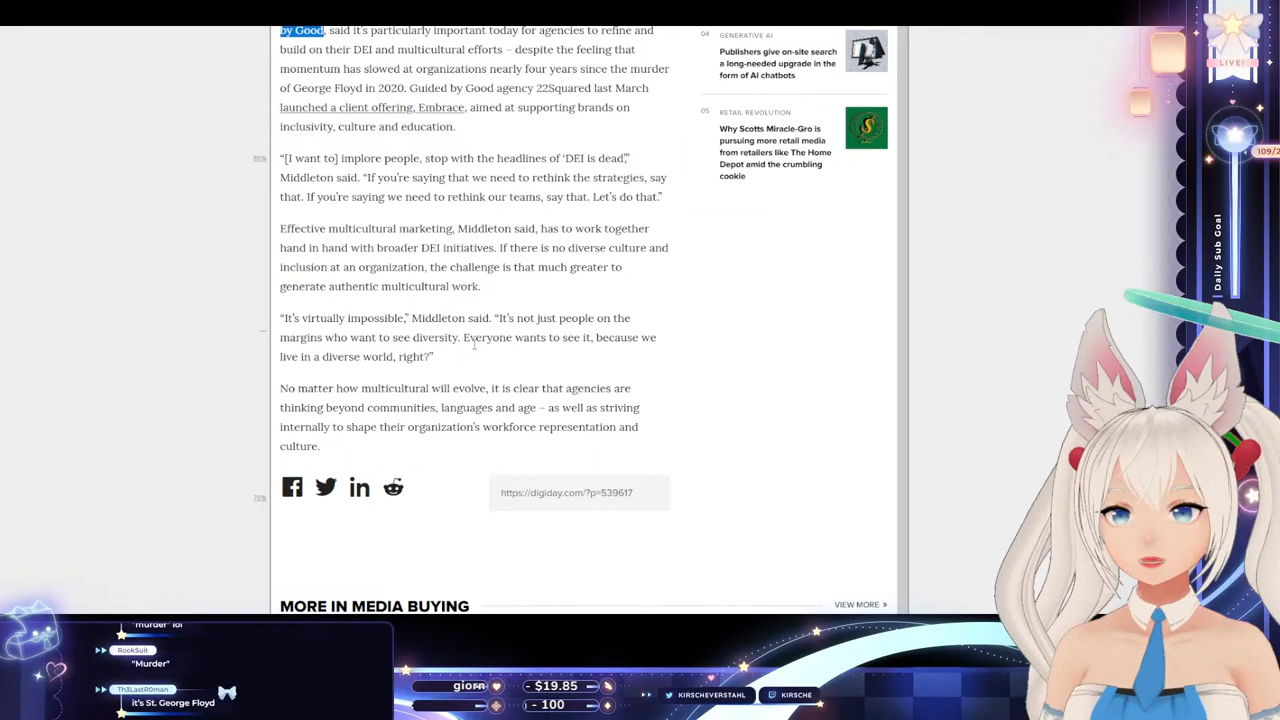 by Good, said it's particularly important today for agencies to refine and
build on their DEI and multicultural efforts – despite the feeling that
momentum has slowed at organizations nearly four years since the murder
of George Floyd in 2020. Guided by Good agency 22Squared last March
launched a client offering, Embrace, aimed at supporting brands on
inclusivity, culture and education.
“[I want to] implore people, stop with the headlines of ‘DEI is dead’,”
Middleton said. “If you’re saying that we need to rethink the strategies, say
that. If you’re saying we need to rethink our teams, say that. Let’s do that.”
Effective multicultural marketing, Middleton said, has to work together
hand in hand with broader DEI initiatives. If there is no diverse culture and
inclusion at an organization, the challenge is that much greater to
generate authentic multicultural work.
“It’s virtually impossible,” Middleton said. “It’s not just people on the
margins who want to see diversity. Everyone wants to see it, because we
live in a diverse world, right?”
No matter how multicultural will evolve, it is clear that agencies are
thinking beyond communities, languages and age – as well as striving
internally to shape their organization’s workforce representation and
culture.
https://digiday.com/?p=539617
MORE IN MEDIA BUYING
VIEW MORE »
04 GENERATIVE AI
Publishers give on-site search
a long-needed upgrade in the
form of AI chatbots
05 RETAIL REVOLUTION
Why Scotts Miracle-Gro is
pursuing more retail media
from retailers like The Home
Depot amid the crumbling
cookie
LIVE!
109/2
Daily Sub Goal
"murder" lol
RookSuit
"Murder"
Th3LastR0man
it's St. George Floyd
giorn
- $19.85
- 100
KIRSCHEVERSTAHL
KIRSCHE